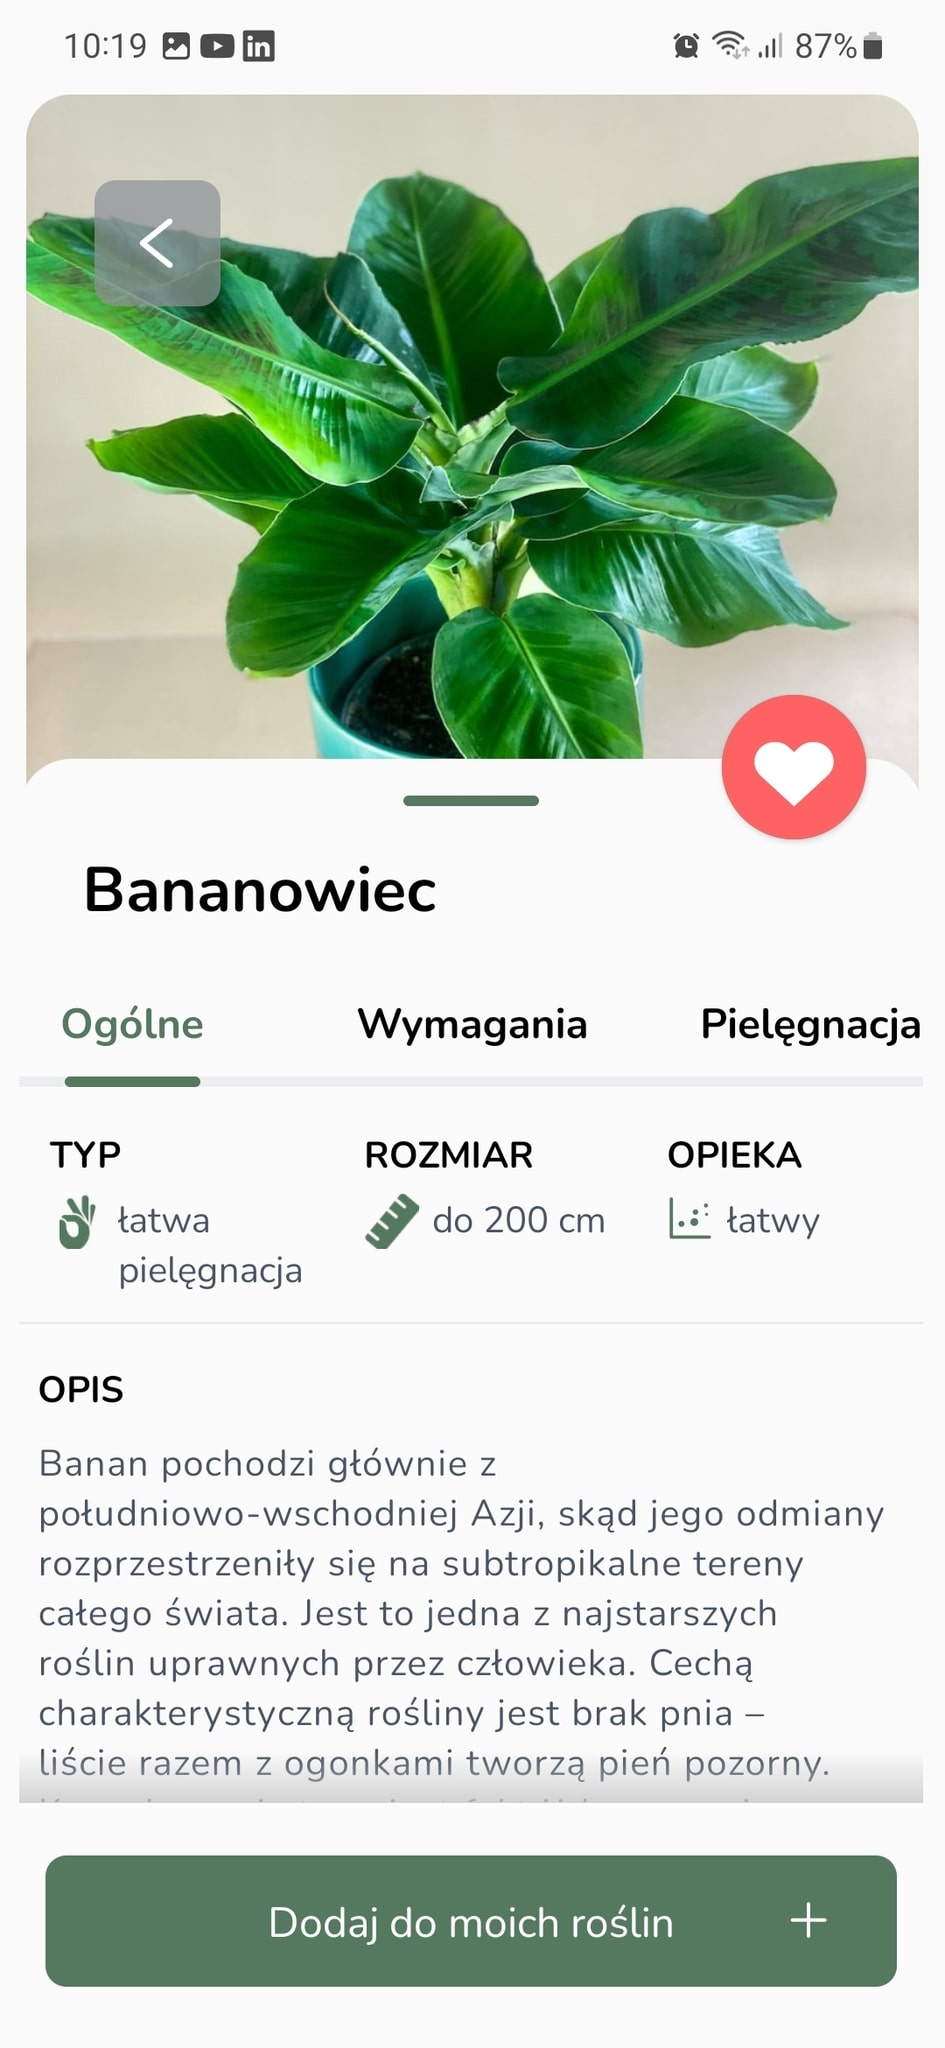 10:19
in
87%
Bananowiec
Ogólne Wymagania Pielęgnacja
TYP ROZMIAR OPIEKA
łatwa pielęgnacja
do 200 cm
łatwy
OPIS
Banan pochodzi głównie z
południowo-wschodniej Azji, skąd jego odmiany
rozprzestrzeniły się na subtropikalne tereny
całego świata. Jest to jedna z najstarszych
roślin uprawnych przez człowieka. Cechą
charakterystyczną rośliny jest brak pnia –
liście razem z ogonkami tworzą pień pozorny.
Dodaj do moich roślin +